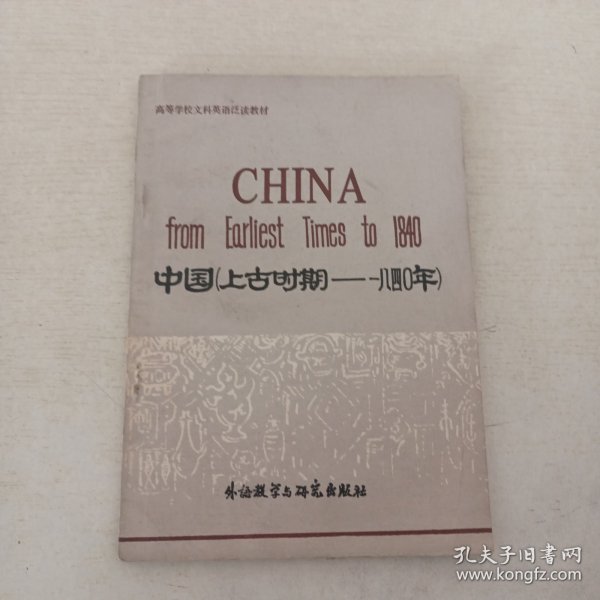 高等学校文科英语泛读教材
CHINA
from Earliest Times to 1840
中国(上古时期——一八四〇年)
外语教学与研究出版社
孔夫子旧书网
www.kongfz.com